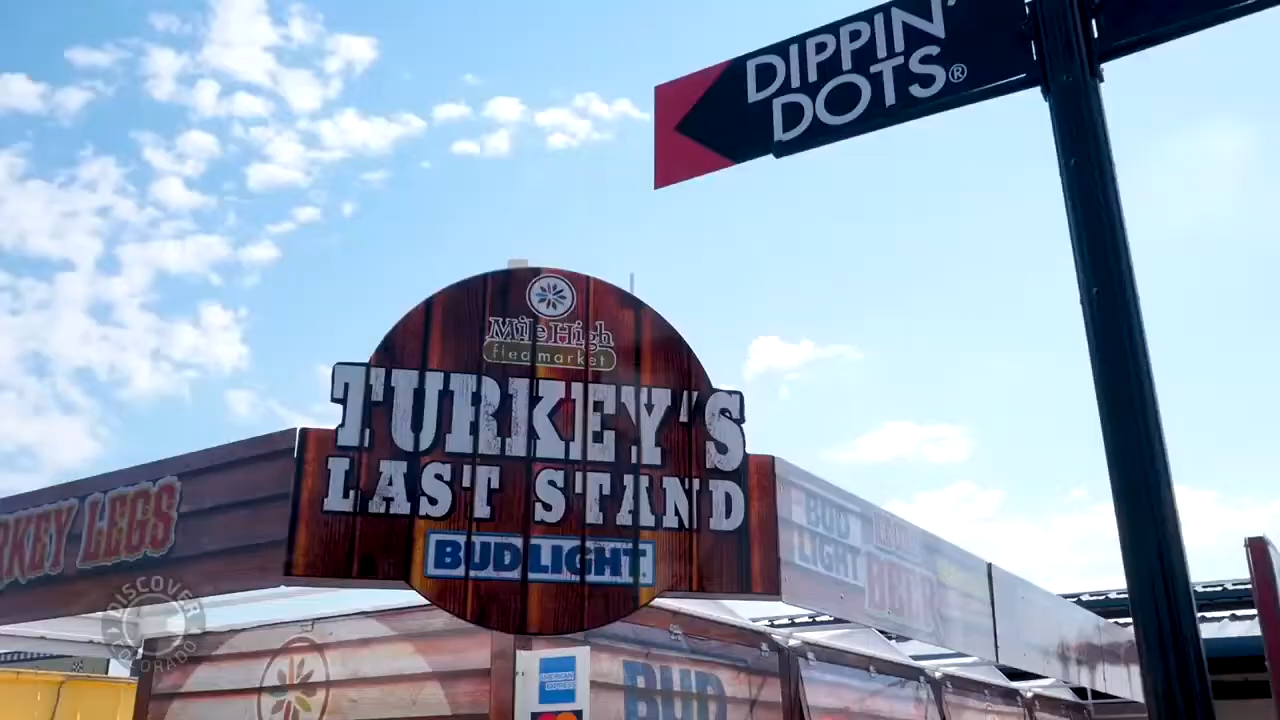 DIPPIN'
DOTS®
Mile High
flea market
TURKEY'S
LAST STAND
BUD LIGHT
TURKEY LEGS
BUD
LIGHT
BEER
DISCOVER
COLORADO
AMERICAN
EXPRESS
BUD